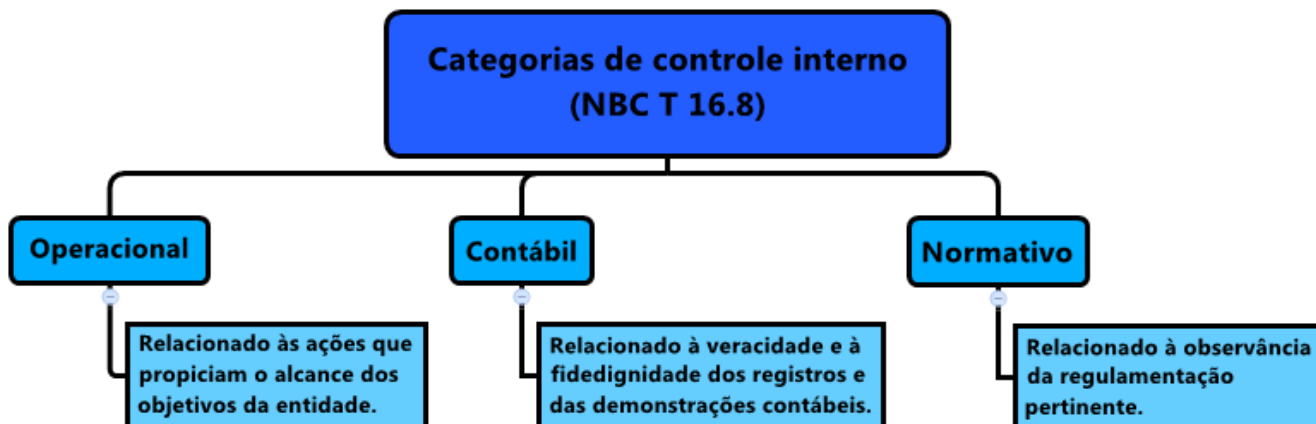 Categorias de controle interno
(NBC T 16.8)
Operacional
Contábil
Normativo
Relacionado às ações que
propiciam o alcance dos
objetivos da entidade.
Relacionado à veracidade e à
fidedignidade dos registros e
das demonstrações contábeis.
Relacionado à observância
da regulamentação
pertinente.